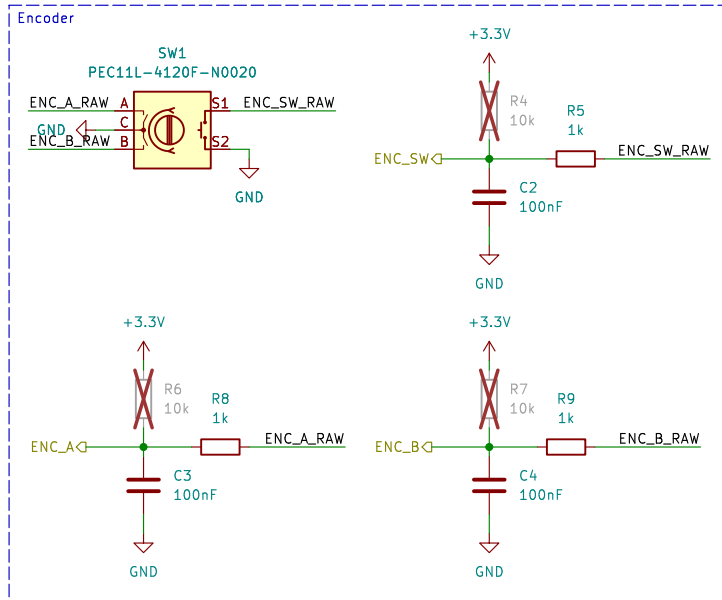 Encoder
SW1
PEC11L-4120F-N0020
ENC_A_RAW
A
S1
ENC_SW_RAW
GND
C
ENC_B_RAW
B
S2
GND
+3.3V
R4
10k
R5
1k
ENC_SW
ENC_SW_RAW
C2
100nF
GND
+3.3V
R6
10k
R8
1k
ENC_A
ENC_A_RAW
C3
100nF
GND
+3.3V
R7
10k
R9
1k
ENC_B
ENC_B_RAW
C4
100nF
GND